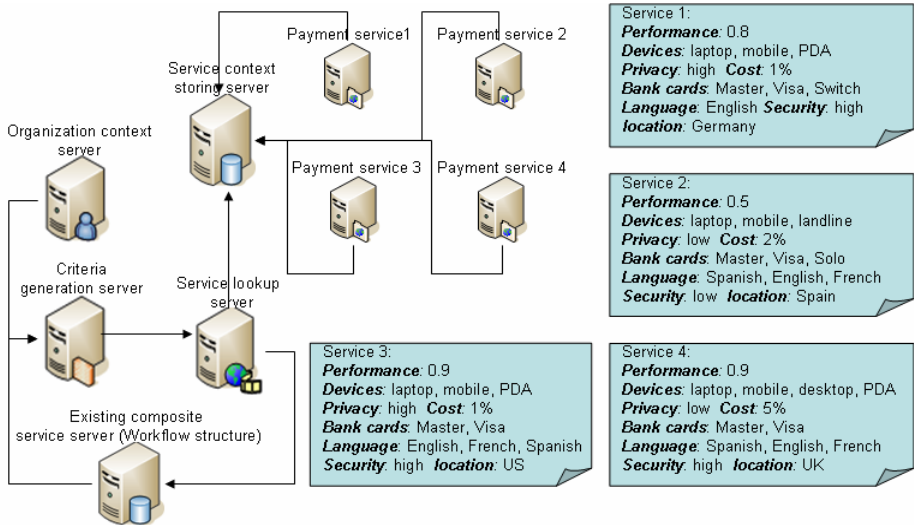 Payment service1
Payment service 2
Service context
storing server
Organization context
server
Payment service 3
Payment service 4
Criteria
generation server
Service lookup
server
Existing composite
service server (Workflow structure)
Service 1:
Performance: 0.8
Devices: laptop, mobile, PDA
Privacy: high Cost: 1%
Bank cards: Master, Visa, Switch
Language: English Security: high
location: Germany
Service 2:
Performance: 0.5
Devices: laptop, mobile, landline
Privacy: low Cost: 2%
Bank cards: Master, Visa, Solo
Language: Spanish, English, French
Security: low location: Spain
Service 3:
Performance: 0.9
Devices: laptop, mobile, PDA
Privacy: high Cost: 1%
Bank cards: Master, Visa
Language: English, French, Spanish
Security: high location: US
Service 4:
Performance: 0.9
Devices: laptop, mobile, desktop, PDA
Privacy: low Cost: 5%
Bank cards: Master, Visa
Language: Spanish, English, French
Security: high location: UK